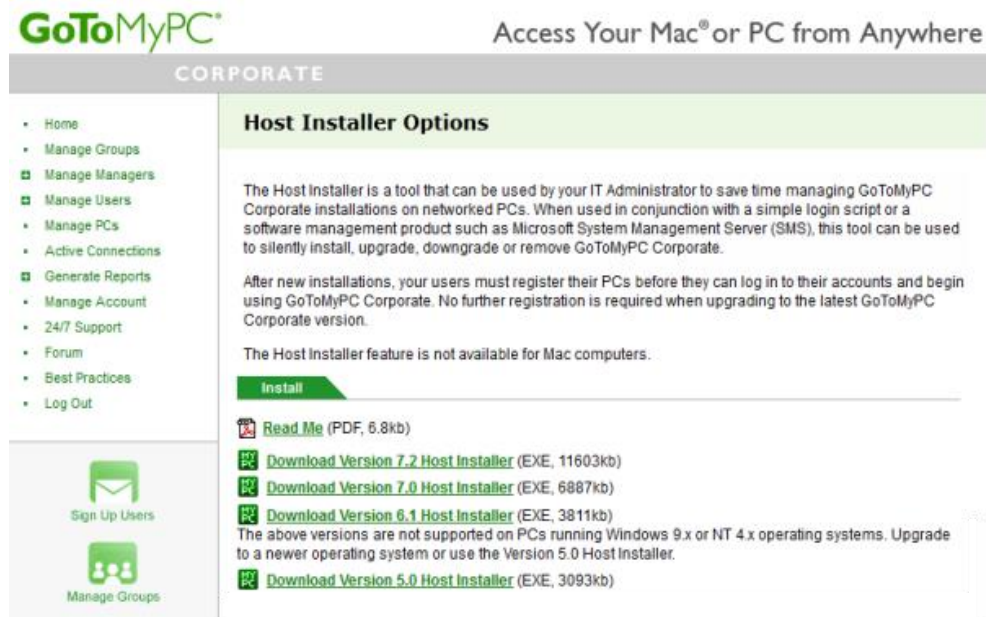 GoToMyPC®
Access Your Mac® or PC from Anywhere
CORPORATE
Home
Manage Groups
Manage Managers
Manage Users
Manage PCs
Active Connections
Generate Reports
Manage Account
24/7 Support
Forum
Best Practices
Log Out
Sign Up Users
Manage Groups
Host Installer Options
The Host Installer is a tool that can be used by your IT Administrator to save time managing GoToMyPC
Corporate installations on networked PCs. When used in conjunction with a simple login script or a
software management product such as Microsoft System Management Server (SMS), this tool can be used
to silently install, upgrade, downgrade or remove GoToMyPC Corporate.
After new installations, your users must register their PCs before they can log in to their accounts and begin
using GoToMyPC Corporate. No further registration is required when upgrading to the latest GoToMyPC
Corporate version.
The Host Installer feature is not available for Mac computers.
Install
Read Me (PDF, 6.8kb)
MY PC Download Version 7.2 Host Installer (EXE, 11603kb)
MY PC Download Version 7.0 Host Installer (EXE, 6887kb)
MY PC Download Version 6.1 Host Installer (EXE, 3811kb)
The above versions are not supported on PCs running Windows 9.x or NT 4.x operating systems. Upgrade
to a newer operating system or use the Version 5.0 Host Installer.
MY PC Download Version 5.0 Host Installer (EXE, 3093kb)